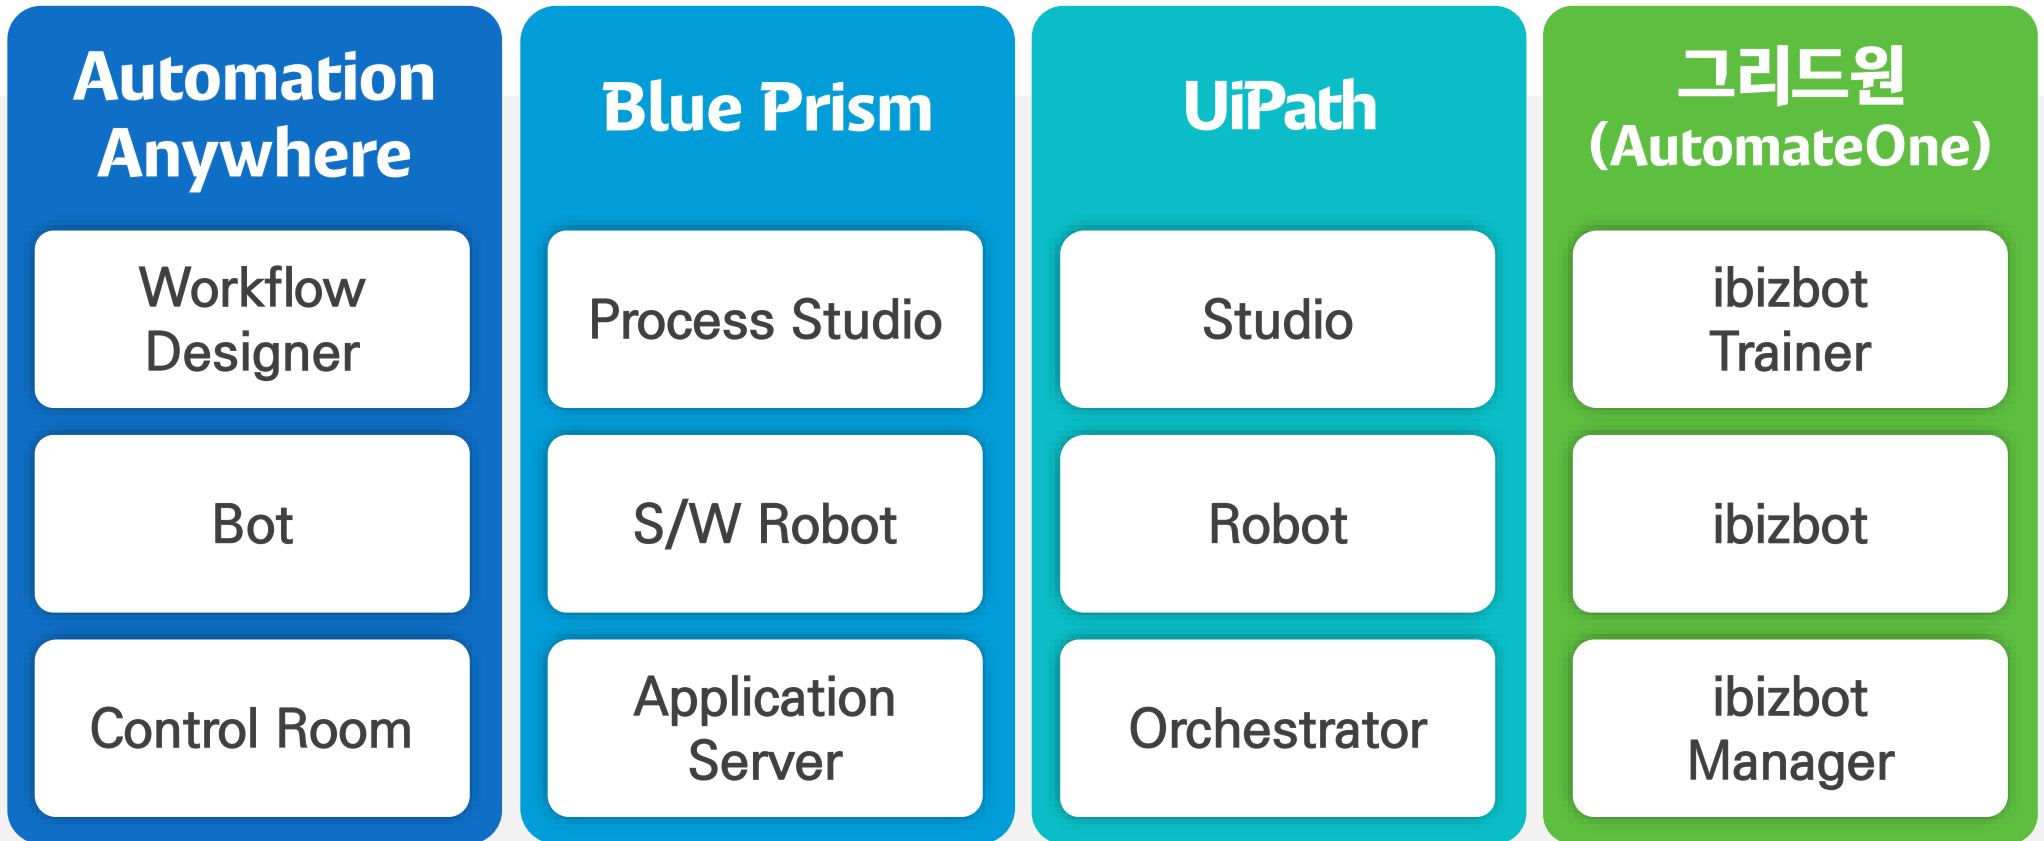 Automation
Anywhere
Workflow
Designer
Bot
Control Room
Blue Prism
Process Studio
S/W Robot
Application
Server
UiPath
Studio
Robot
Orchestrator
그리드원
(AutomateOne)
ibizbot
Trainer
ibizbot
ibizbot
Manager